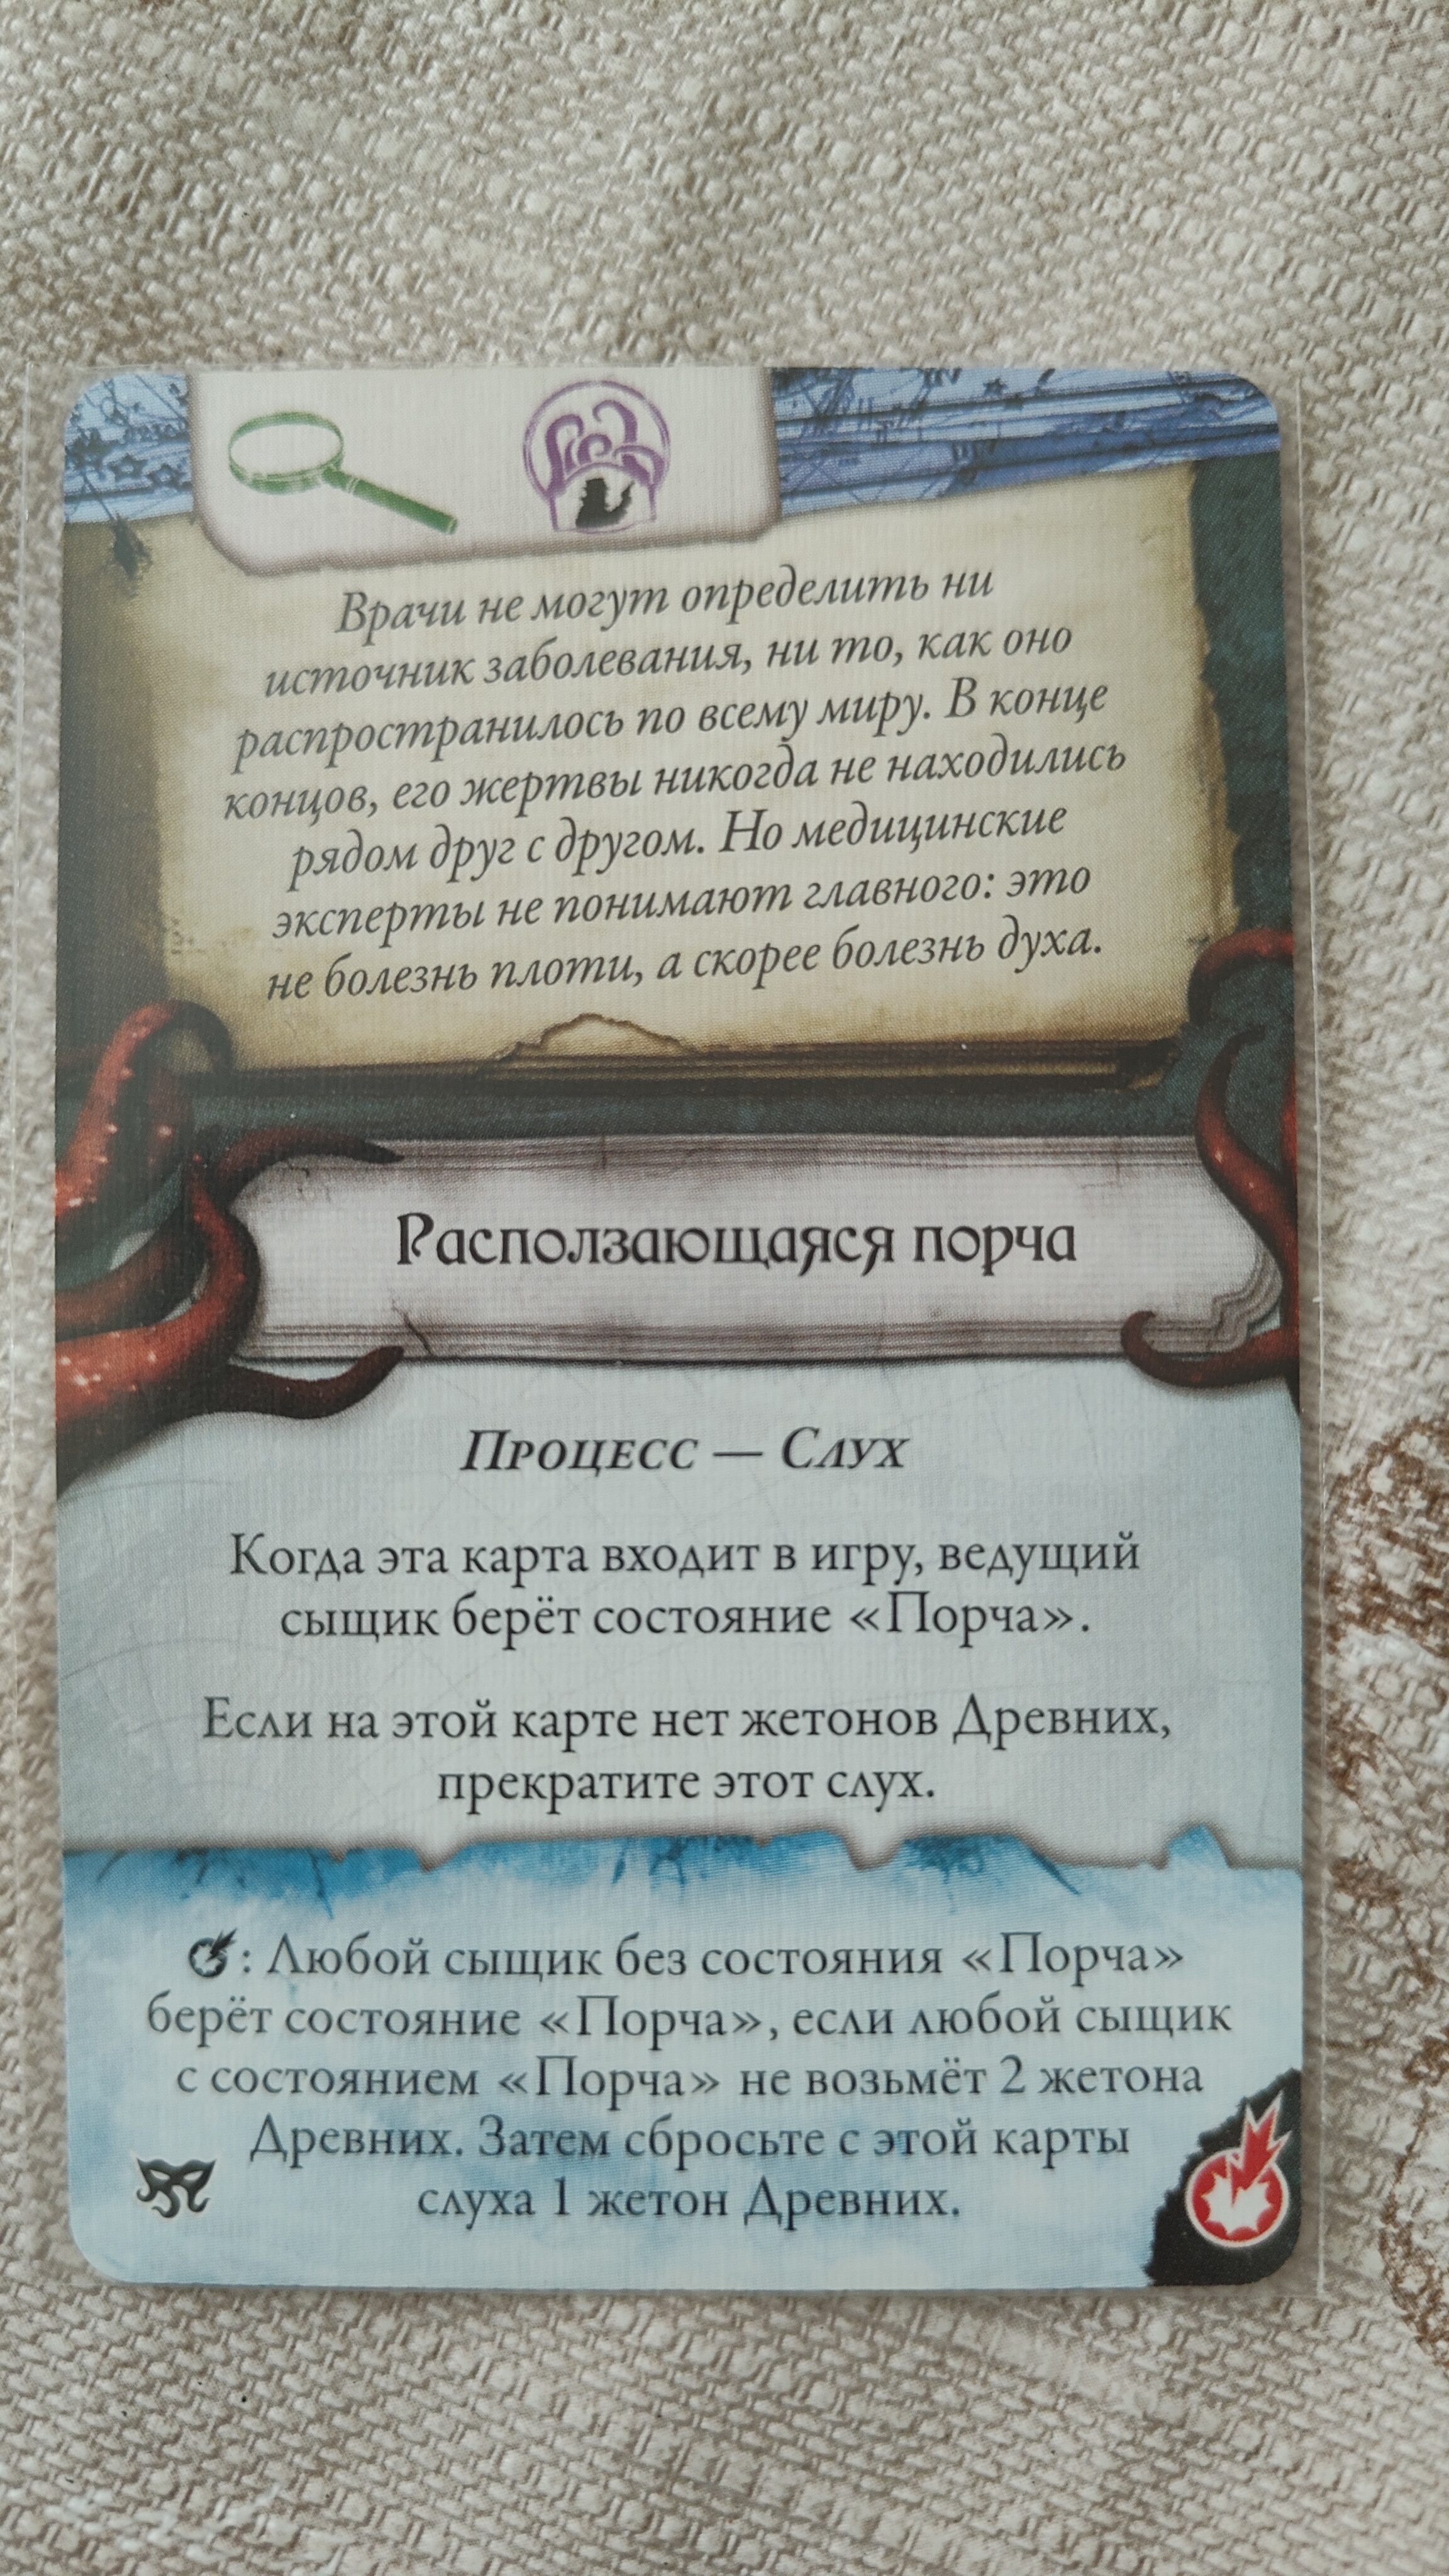 Врачи не могут определить ни
источник заболевания, ни то, как оно
распространилось по всему миру. В конце
концов, его жертвы никогда не находились
рядом друг с другом. Но медицинские
эксперты не понимают главного: это
не болезнь плоти, а скорее болезнь духа.
Расползающаяся порча
Процесс — Слух
Когда эта карта входит в игру, ведущий
сыщик берёт состояние «Порча».
Если на этой карте нет жетонов Древних,
прекратите этот слух.
: Любой сыщик без состояния «Порча»
берёт состояние «Порча», если любой сыщик
с состоянием «Порча» не возьмёт 2 жетона
Древних. Затем сбросьте с этой карты
слуха 1 жетон Древних.